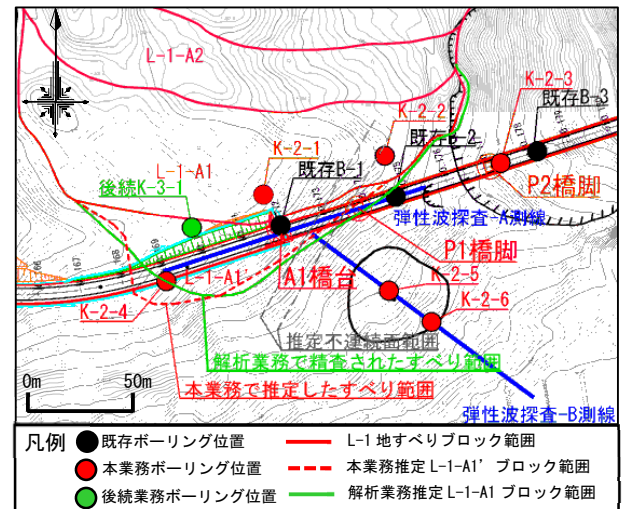 L-1-A2
K-2-3
既存B-3
K-2-2
既存B-2
K-2-1
L-1-A1
後続K-3-1
既存B-1
P2橋脚
弾性波探査-A測線
P1橋脚
A1橋台
L-1-A1'
K-2-4
2-5
K-2-6
推定不連続面範囲
解析業務で精査されたすべり範囲
本業務で推定したすべり範囲
0m 50m
弾性波探査-B測線
凡例
既存ボーリング位置
L-1 地すべりブロック範囲
本業務ボーリング位置
本業務推定 L-1-A1’ ブロック範囲
後続業務ボーリング位置
解析業務推定 L-1-A1 ブロック範囲